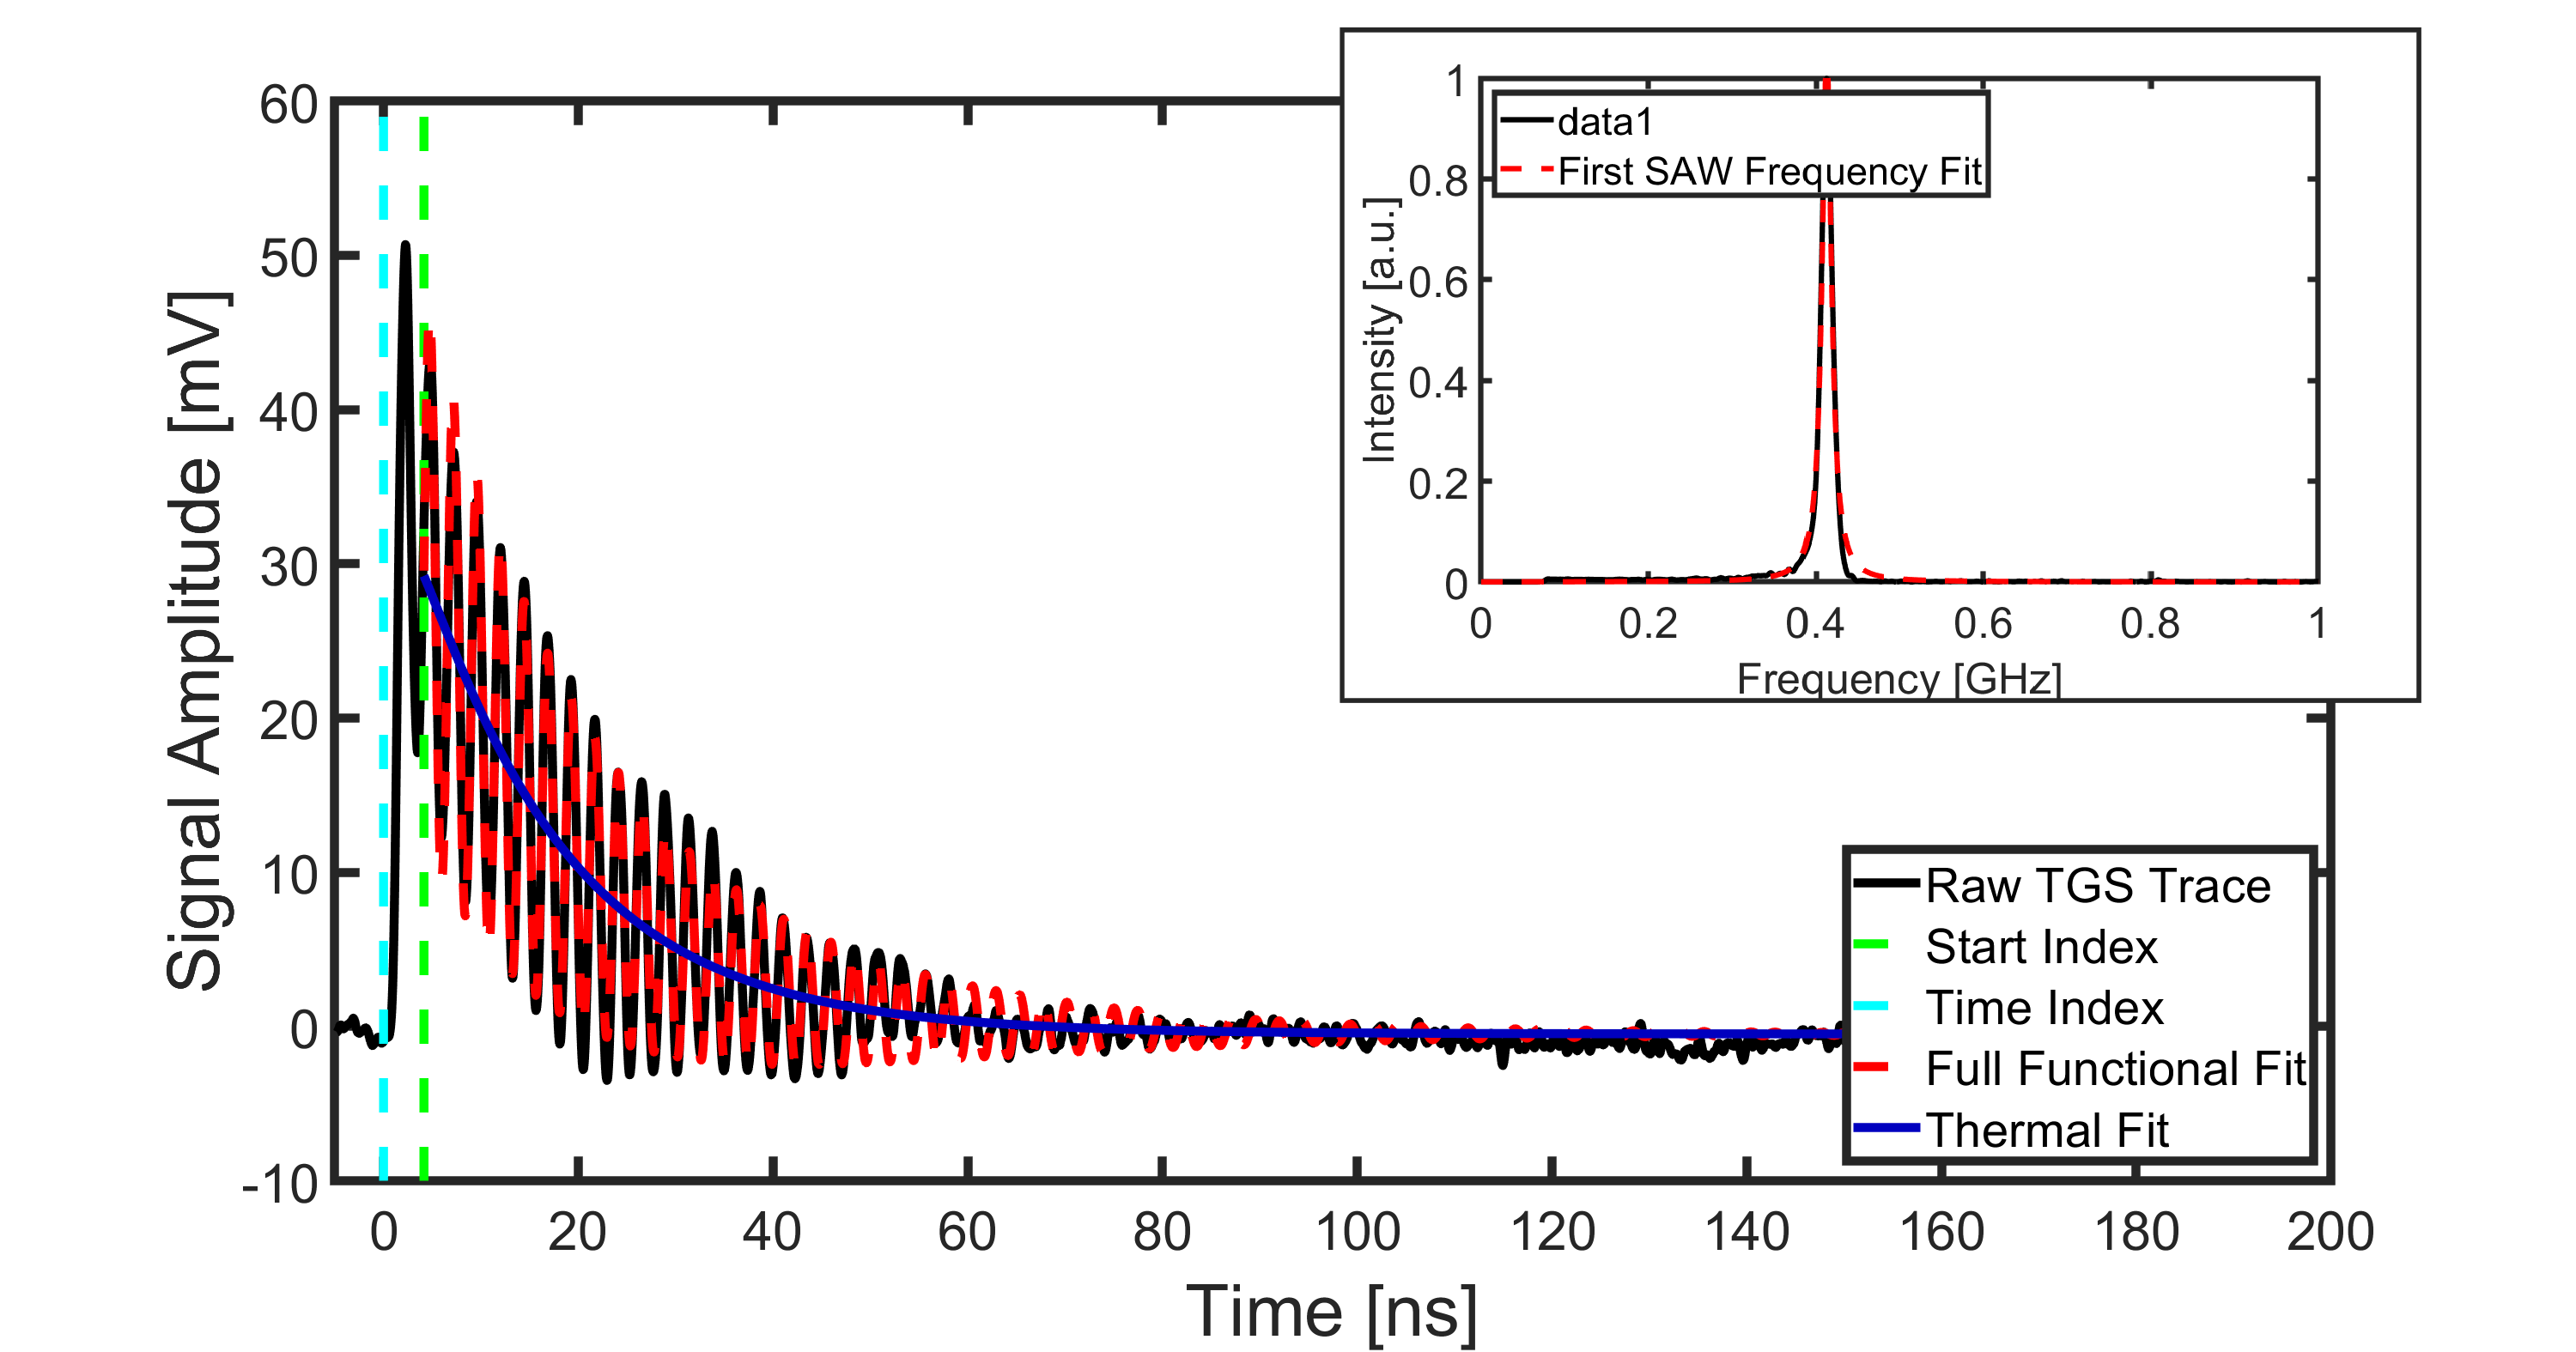 60
50
40
30
20
10
0
-10
Signal Amplitude [mV]
0 20 40 60 80 100 120 140 160 180 200
Time [ns]
1
0.8
0.6
0.4
0.2
0
Intensity [a.u.]
data1
First SAW Frequency Fit
0 0.2 0.4 0.6 0.8 1
Frequency [GHz]
Raw TGS Trace
Start Index
Time Index
Full Functional Fit
Thermal Fit